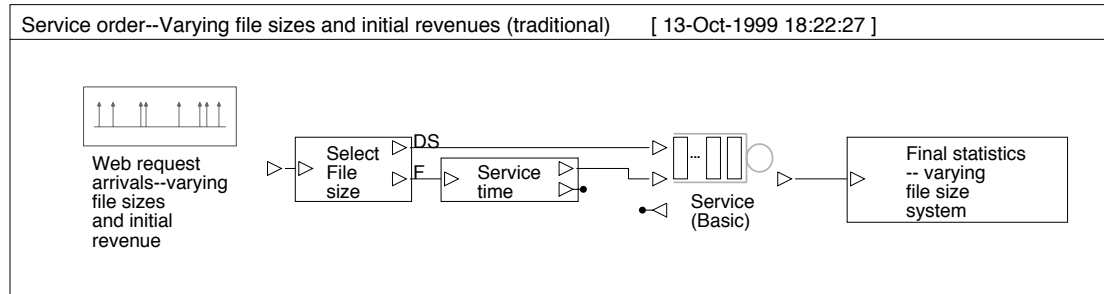 Service order--Varying file sizes and initial revenues (traditional) [ 13-Oct-1999 18:22:27 ]
Web request
arrivals--varying
file sizes
and initial
revenue
Select
File
size
DS
F
Service
time
...
Service
(Basic)
Final statistics
-- varying
file size
system